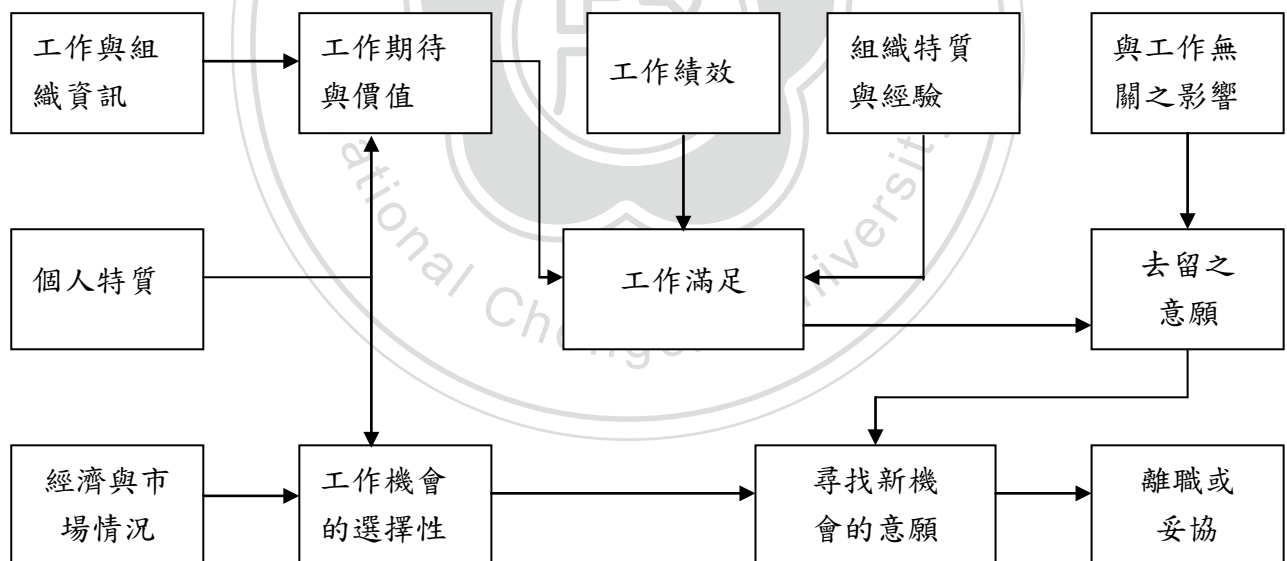 工作與組
織資訊
工作期待
與價值
工作績效
組織特質
與經驗
與工作無
關之影響
個人特質
工作滿足
去留之
意願
經濟與市
場情況
工作機會
的選擇性
尋找新機
會的意願
離職或
妥協
ational Chengchi Universit